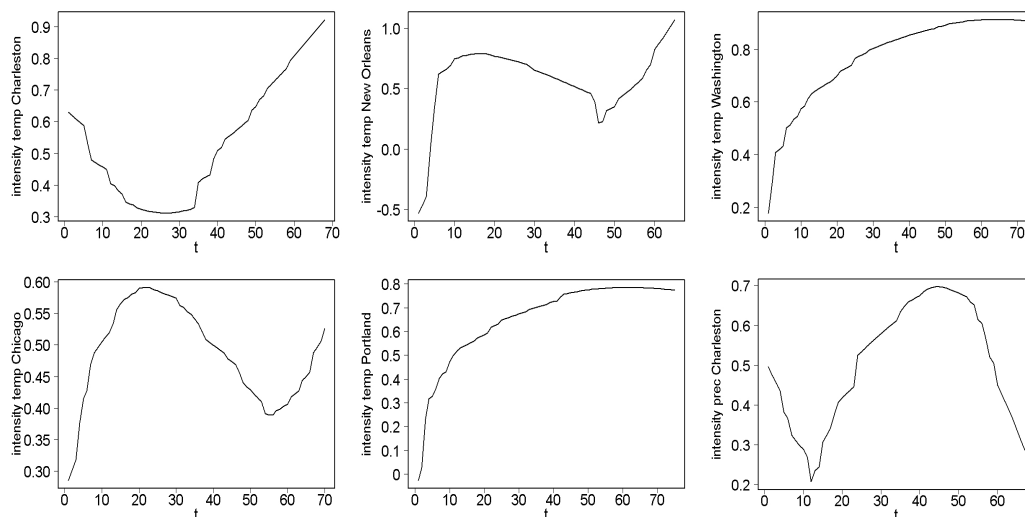 intensity temp Charleston
0.9
0.8
0.7
0.6
0.5
0.4
0.3
0 10 20 30 40 50 60 70
t
intensity temp New Orleans
1.0
0.5
0.0
-0.5
0 10 20 30 40 50 60
t
intensity temp Washington
0.8
0.6
0.4
0.2
0 10 20 30 40 50 60 70
t
intensity temp Chicago
0.60
0.55
0.50
0.45
0.40
0.35
0.30
0 10 20 30 40 50 60 70
t
intensity temp Portland
0.8
0.7
0.6
0.5
0.4
0.3
0.2
0.1
0
0 10 20 30 40 50 60 70
t
intensity prec Charleston
0.7
0.6
0.5
0.4
0.3
0.2
0 10 20 30 40 50 60
t